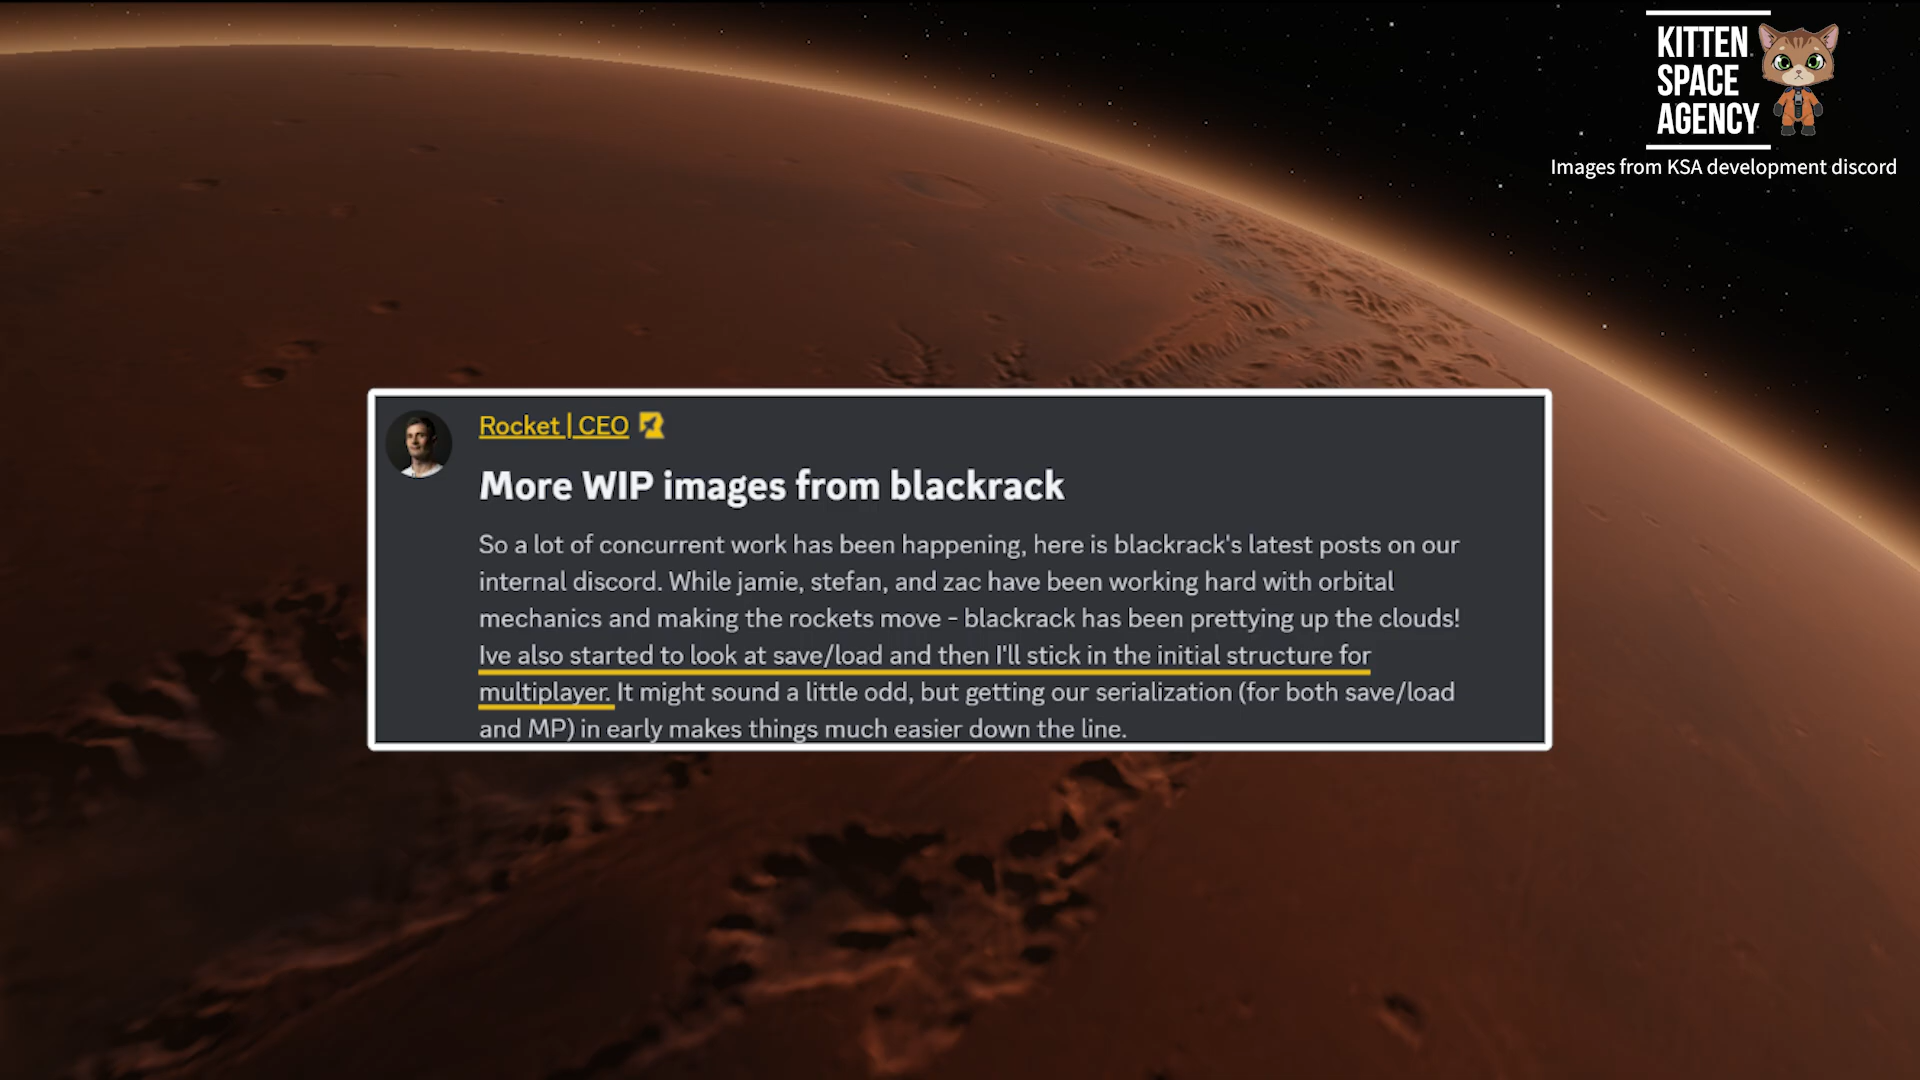 KITTEN
SPACE
AGENCY
Images from KSA development discord
Rocket | CEO
More WIP images from blackrack
So a lot of concurrent work has been happening, here is blackrack's latest posts on our
internal discord. While jamie, stefan, and zac have been working hard with orbital
mechanics and making the rockets move - blackrack has been prettying up the clouds!
Ive also started to look at save/load and then I'll stick in the initial structure for
multiplayer. It might sound a little odd, but getting our serialization (for both save/load
and MP) in early makes things much easier down the line.